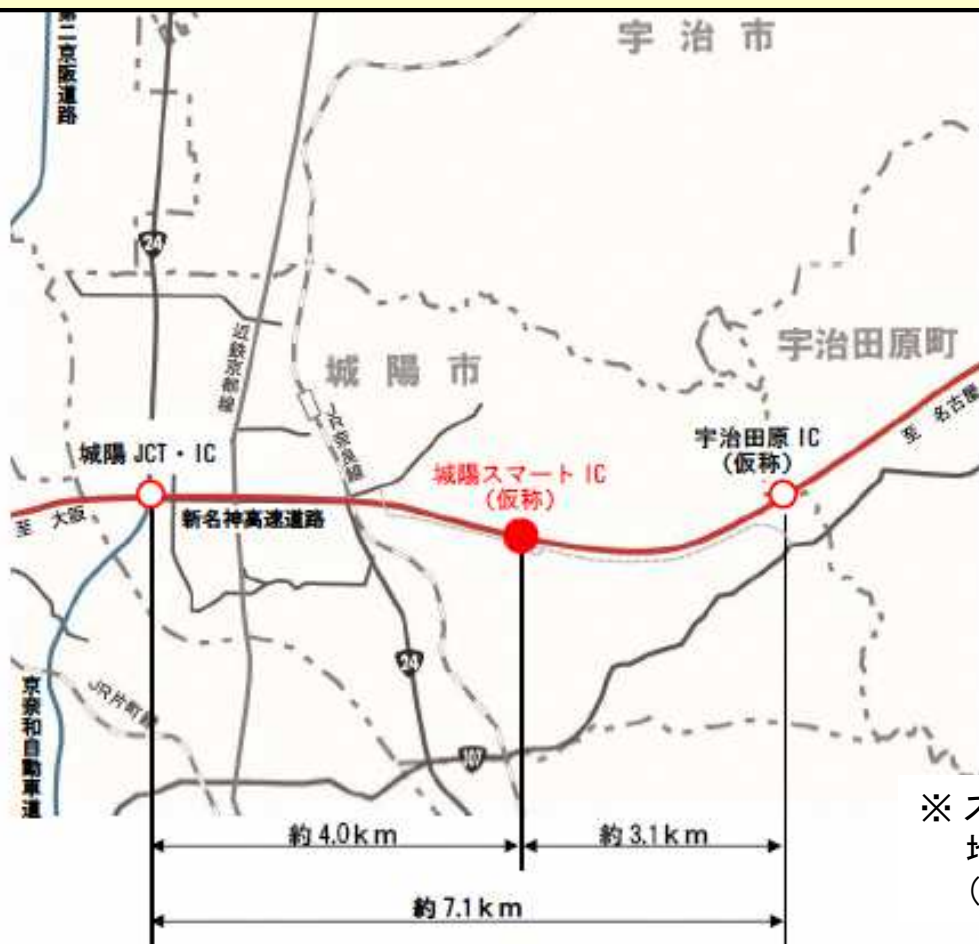 第二京阪道路
宇治市
24
近鉄京都線
城陽市
宇治田原町
至 名古屋
JR奈良線
城陽 JCT・IC
城陽スマート IC
(仮称)
宇治田原 IC
(仮称)
至 大阪
新名神高速道路
24
京奈和自動車道
JR片町線
107
約 4.0km
約 3.1km
約 7.1km
※
(